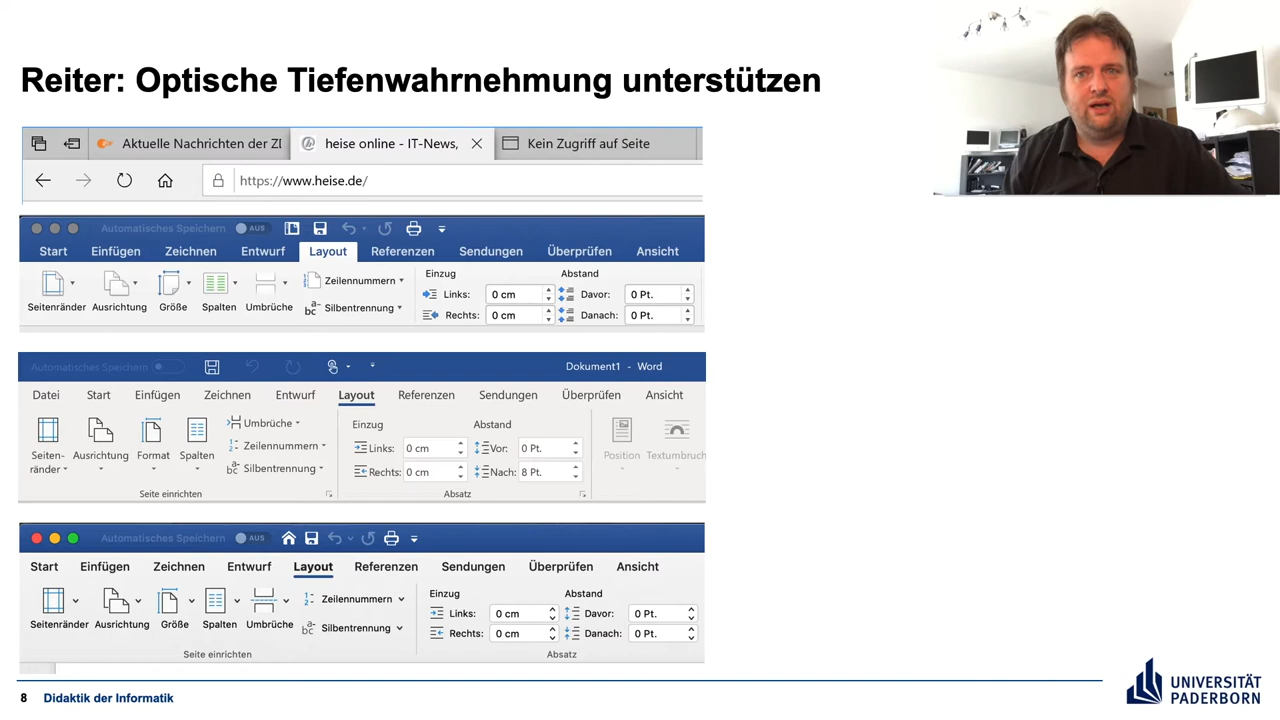 Reiter: Optische Tiefenwahrnehmung unterstützen
Aktuelle Nachrichten der ZI
heise online - IT-News,
Kein Zugriff auf Seite
https://www.heise.de/
Automatisches Speichern AUS
Start Einfügen Zeichnen Entwurf Layout Referenzen Sendungen Überprüfen Ansicht
Seitenränder Ausrichtung Größe Spalten Umbrüche
Zeilennummern
abc Silbentrennung
Einzug
Links: 0 cm
Rechts: 0 cm
Abstand
Davor: 0 Pt.
Danach: 0 Pt.
Automatisches Speichern
Dokument1 - Word
Datei Start Einfügen Zeichnen Entwurf Layout Referenzen Sendungen Überprüfen Ansicht
Seiten-
ränder
Ausrichtung Format Spalten
Umbrüche
Zeilennummern
abc Silbentrennung
Seite einrichten
Einzug
Links: 0 cm
Rechts: 0 cm
Abstand
Vor: 0 Pt.
Nach: 8 Pt.
Absatz
Position Textumbruch
Automatisches Speichern AUS
Start Einfügen Zeichnen Entwurf Layout Referenzen Sendungen Überprüfen Ansicht
Seitenränder Ausrichtung Größe Spalten Umbrüche
Zeilennummern
abc Silbentrennung
Seite einrichten
Einzug
Links: 0 cm
Rechts: 0 cm
Abstand
Davor: 0 Pt.
Danach: 0 Pt.
Absatz
8 Didaktik der Informatik
UNIVERSITÄT
PADERBORN